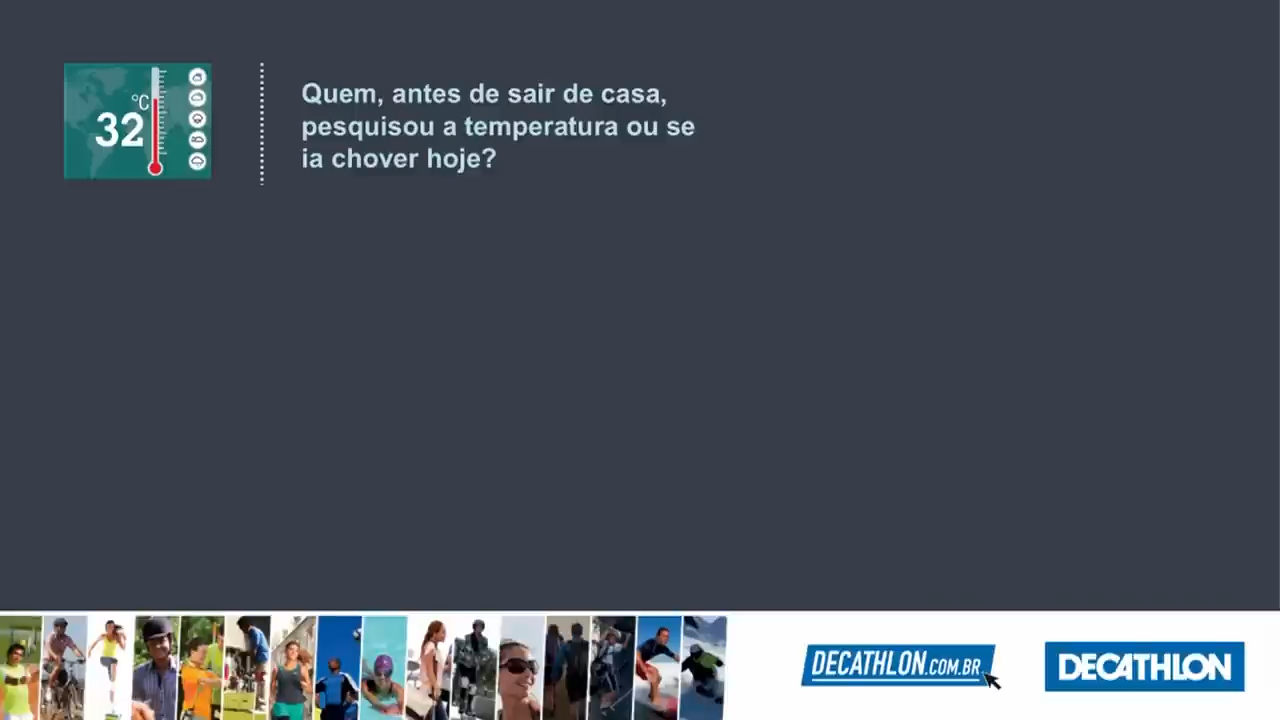 °C
32
Quem, antes de sair de casa,
pesquisou a temperatura ou se
ia chover hoje?
DECATHLON.COM.BR
DECATHLON